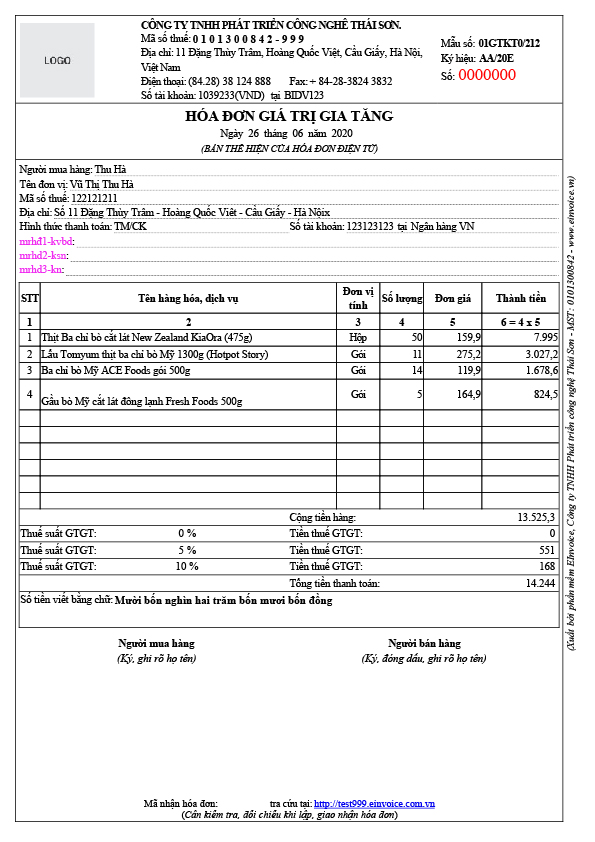 LOGO
CÔNG TY TNHH PHÁT TRIỂN CÔNG NGHÊ THÁI SƠN.
Mã số thuế: 0 1 0 1 3 0 0 8 4 2 - 9 9 9
Địa chỉ: 11 Đặng Thùy Trâm, Hoàng Quốc Việt, Cầu Giấy, Hà Nội,
Việt Nam
Điện thoại: (84.28) 38 124 888 Fax: + 84-28-3824 3832
Số tài khoản: 1039233(VND) tại BIDV123
Mẫu số: 01GTKT0/212
Ký hiệu: AA/20E
Số: 0000000
HÓA ĐƠN GIÁ TRỊ GIA TĂNG
Ngày 26 tháng 06 năm 2020
(BẢN THỂ HIỆN CỦA HÓA ĐƠN ĐIỆN TỬ)
Người mua hàng: Thu Hà
Tên đơn vị: Vũ Thị Thu Hà
Mã số thuế: 122121211
Địa chỉ: Số 11 Đặng Thùy Trâm - Hoàng Quốc Viêt - Cầu Giấy - Hà Nộix
Hình thức thanh toán: TM/CK Số tài khoản: 123123123 tại Ngân hàng VN
mrhđ1-kvbd:
mrhđ2-ksn:
mrhđ3-kn:
STT Tên hàng hóa, dịch vụ Đơn vị tính Số lượng Đơn giá Thành tiền
1 2 3 4 5 6 = 4 x 5
1 Thịt Ba chỉ bò cắt lát New Zealand KiaOra (475g) Hộp 50 159,9 7.995
2 Lẩu Tomyum thịt ba chỉ bò Mỹ 1300g (Hotpot Story) Gói 11 275,2 3.027,2
3 Ba chỉ bò Mỹ ACE Foods gói 500g Gói 14 119,9 1.678,6
4 Gầu bò Mỹ cắt lát đông lạnh Fresh Foods 500g Gói 5 164,9 824,5
Cộng tiền hàng: 13.525,3
Thuế suất GTGT: 0 % Tiền thuế GTGT: 0
Thuế suất GTGT: 5 % Tiền thuế GTGT: 551
Thuế suất GTGT: 10 % Tiền thuế GTGT: 168
Tổng tiền thanh toán: 14.244
Số tiền viết bằng chữ: Mười bốn nghìn hai trăm bốn mươi bốn đồng
Người mua hàng Người bán hàng
(Ký, ghi rõ họ tên) (Ký, đóng dấu, ghi rõ họ tên)
Mã nhận hóa đơn: tra cứu tại: http://test999.einvoice.com.vn
(Cần kiểm tra, đối chiếu khi lập, giao nhận hóa đơn)
(Xuất bởi phần mềm EInvoice, Công ty TNHH Phát triển công nghệ Thái Sơn - MST: 0101300842 - www.einvoice.vn)